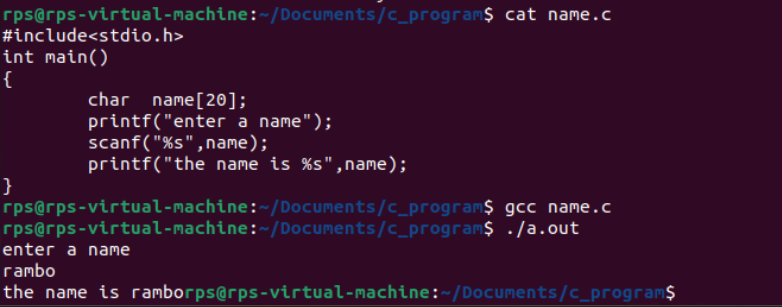 rps@rps-virtual-machine:~/Documents/c_program$ cat name.c
#include<stdio.h>
int main()
{
        char  name[20];
        printf("enter a name");
        scanf("%s",name);
        printf("the name is %s",name);
}
rps@rps-virtual-machine:~/Documents/c_program$ gcc name.c
rps@rps-virtual-machine:~/Documents/c_program$ ./a.out
enter a name
rambo
the name is ramborps@rps-virtual-machine:~/Documents/c_program$